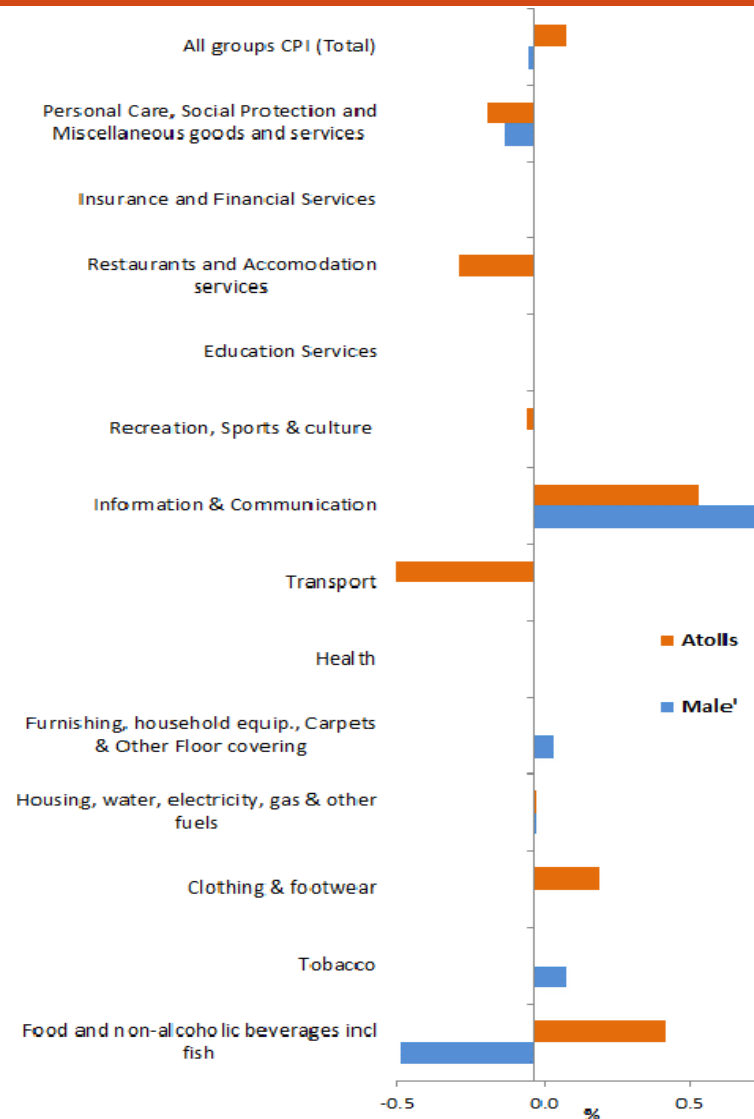 All groups CPI (Total)
Personal Care, Social Protection and
Miscellaneous goods and services
Insurance and Financial Services
Restaurants and Accomodation
services
Education Services
Recreation, Sports & culture
Information & Communication
Transport
Health
Atolls
Male'
Furnishing, household equip., Carpets
& Other Floor covering
Housing, water, electricity, gas & other
fuels
Clothing & footwear
Tobacco
Food and non-alcoholic beverages incl
fish
-0.5 0.0 0.5
%